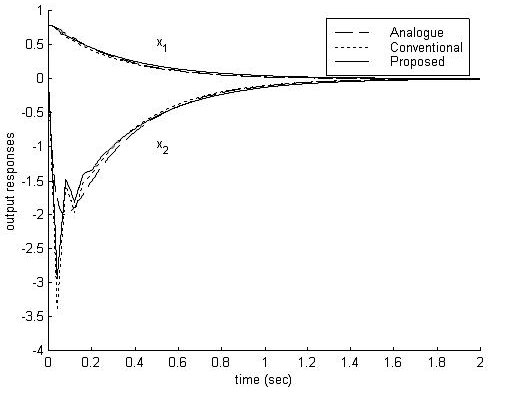 1
0.5
0
-0.5
-1
-1.5
-2
-2.5
-3
-3.5
-4
output responses
x1
x2
Analogue
Conventional
Proposed
0 0.2 0.4 0.6 0.8 1 1.2 1.4 1.6 1.8 2
time (sec)